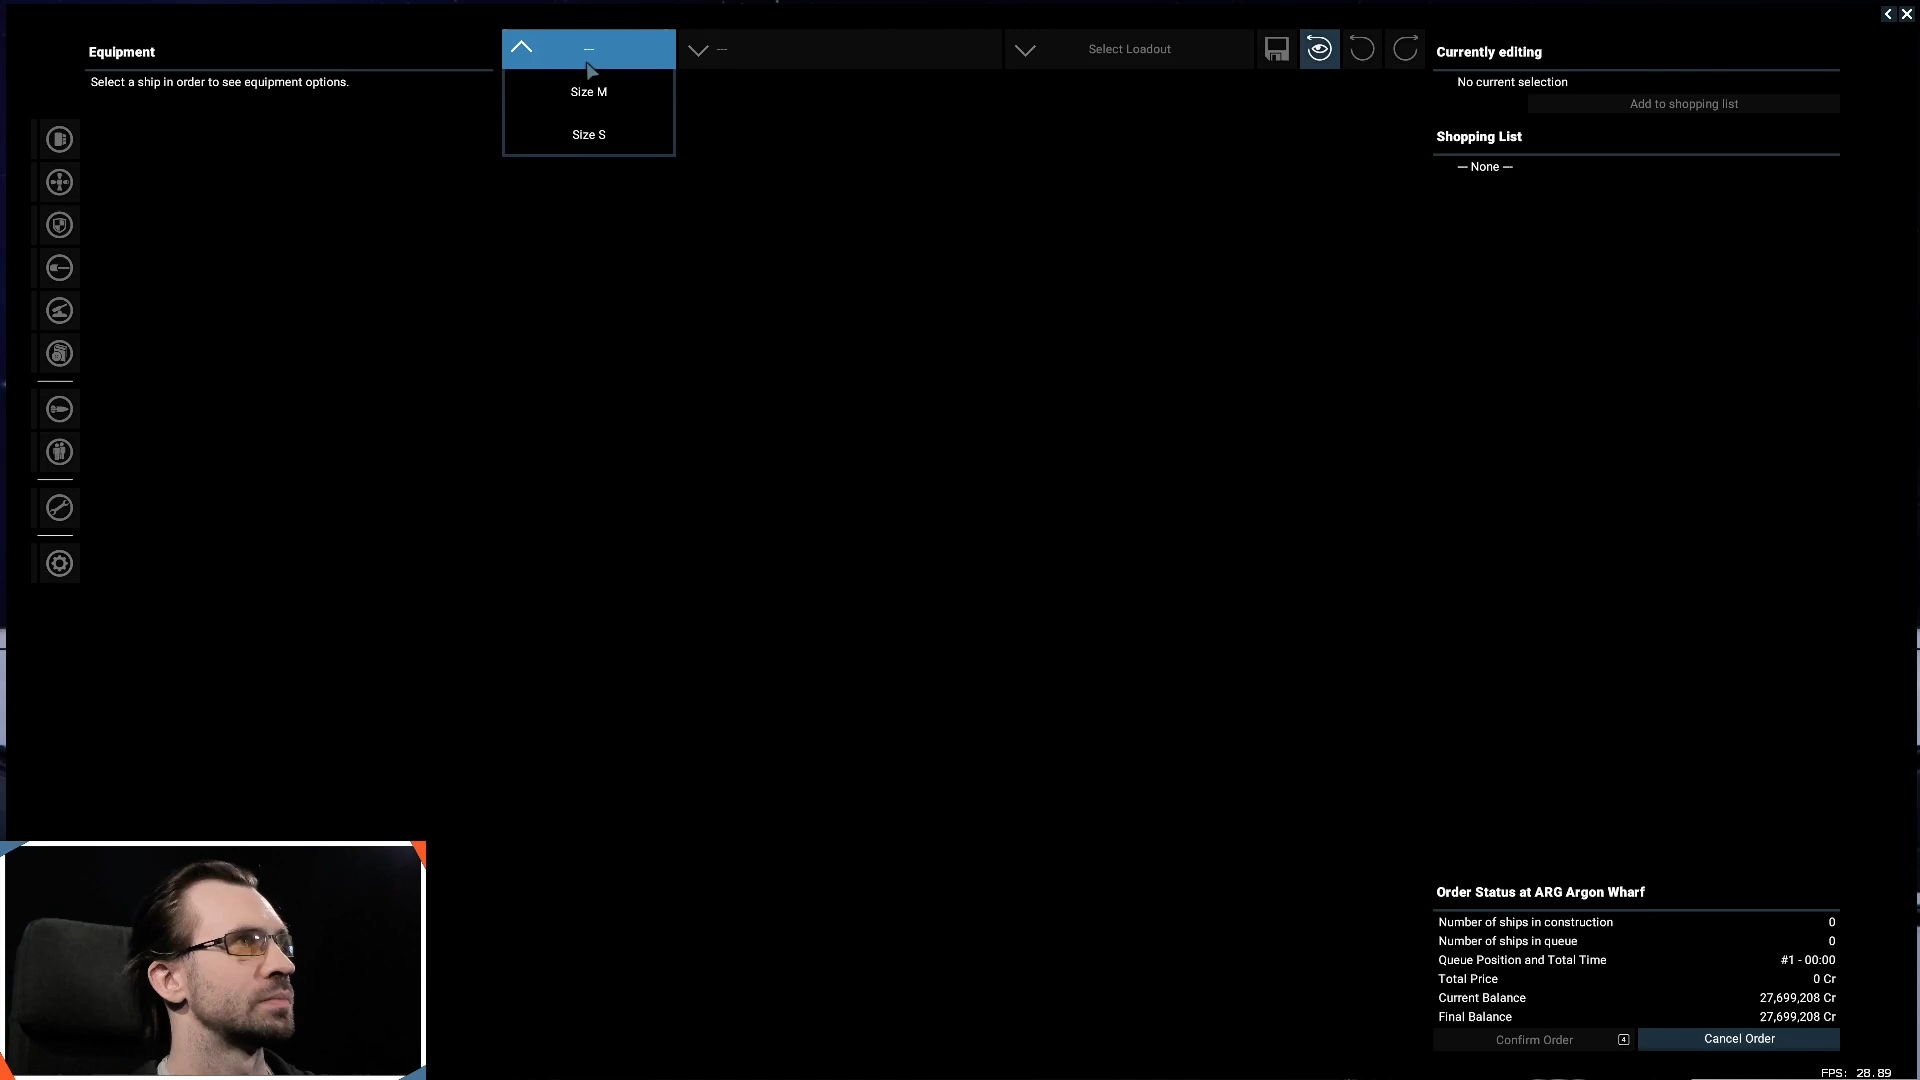 Equipment
Select a ship in order to see equipment options.
---
Size M
Size S
---
Select Loadout
Currently editing
No current selection
Add to shopping list
Shopping List
— None —
Order Status at ARG Argon Wharf
Number of ships in construction 0
Number of ships in queue 0
Queue Position and Total Time #1 - 00:00
Total Price 0 Cr
Current Balance 27,699,208 Cr
Final Balance 27,699,208 Cr
Confirm Order 4
Cancel Order
FPS: 28.89